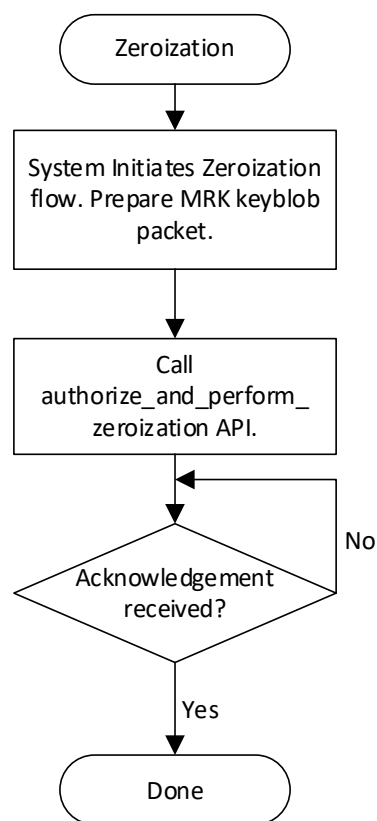 Zeroization
System Initiates Zeroization
flow. Prepare MRK keyblob
packet.
Call
authorize_and_perform_
zeroization API.
No
Acknowledgement
received?
Yes
Done